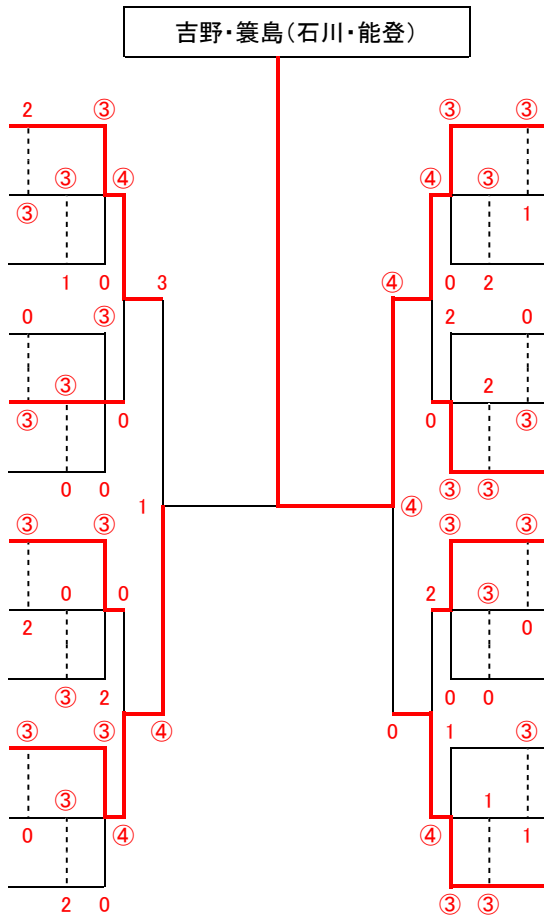 吉野・簑島(石川・能登)
2 ③ ③ ③
③ ④ ④ ③
③ 1
1 0 3 ④ 0 2
0 ③ 2 0
③ 2
③ 0 0 ③
0 0 ③ ③
1 ④
③ ③ ③ ③
0 0 2 ③
2 0
③ 2 0 0
③ ③ ④ 0 1 ③
③ 1
0 ④ ④ 1
2 0 ③ ③